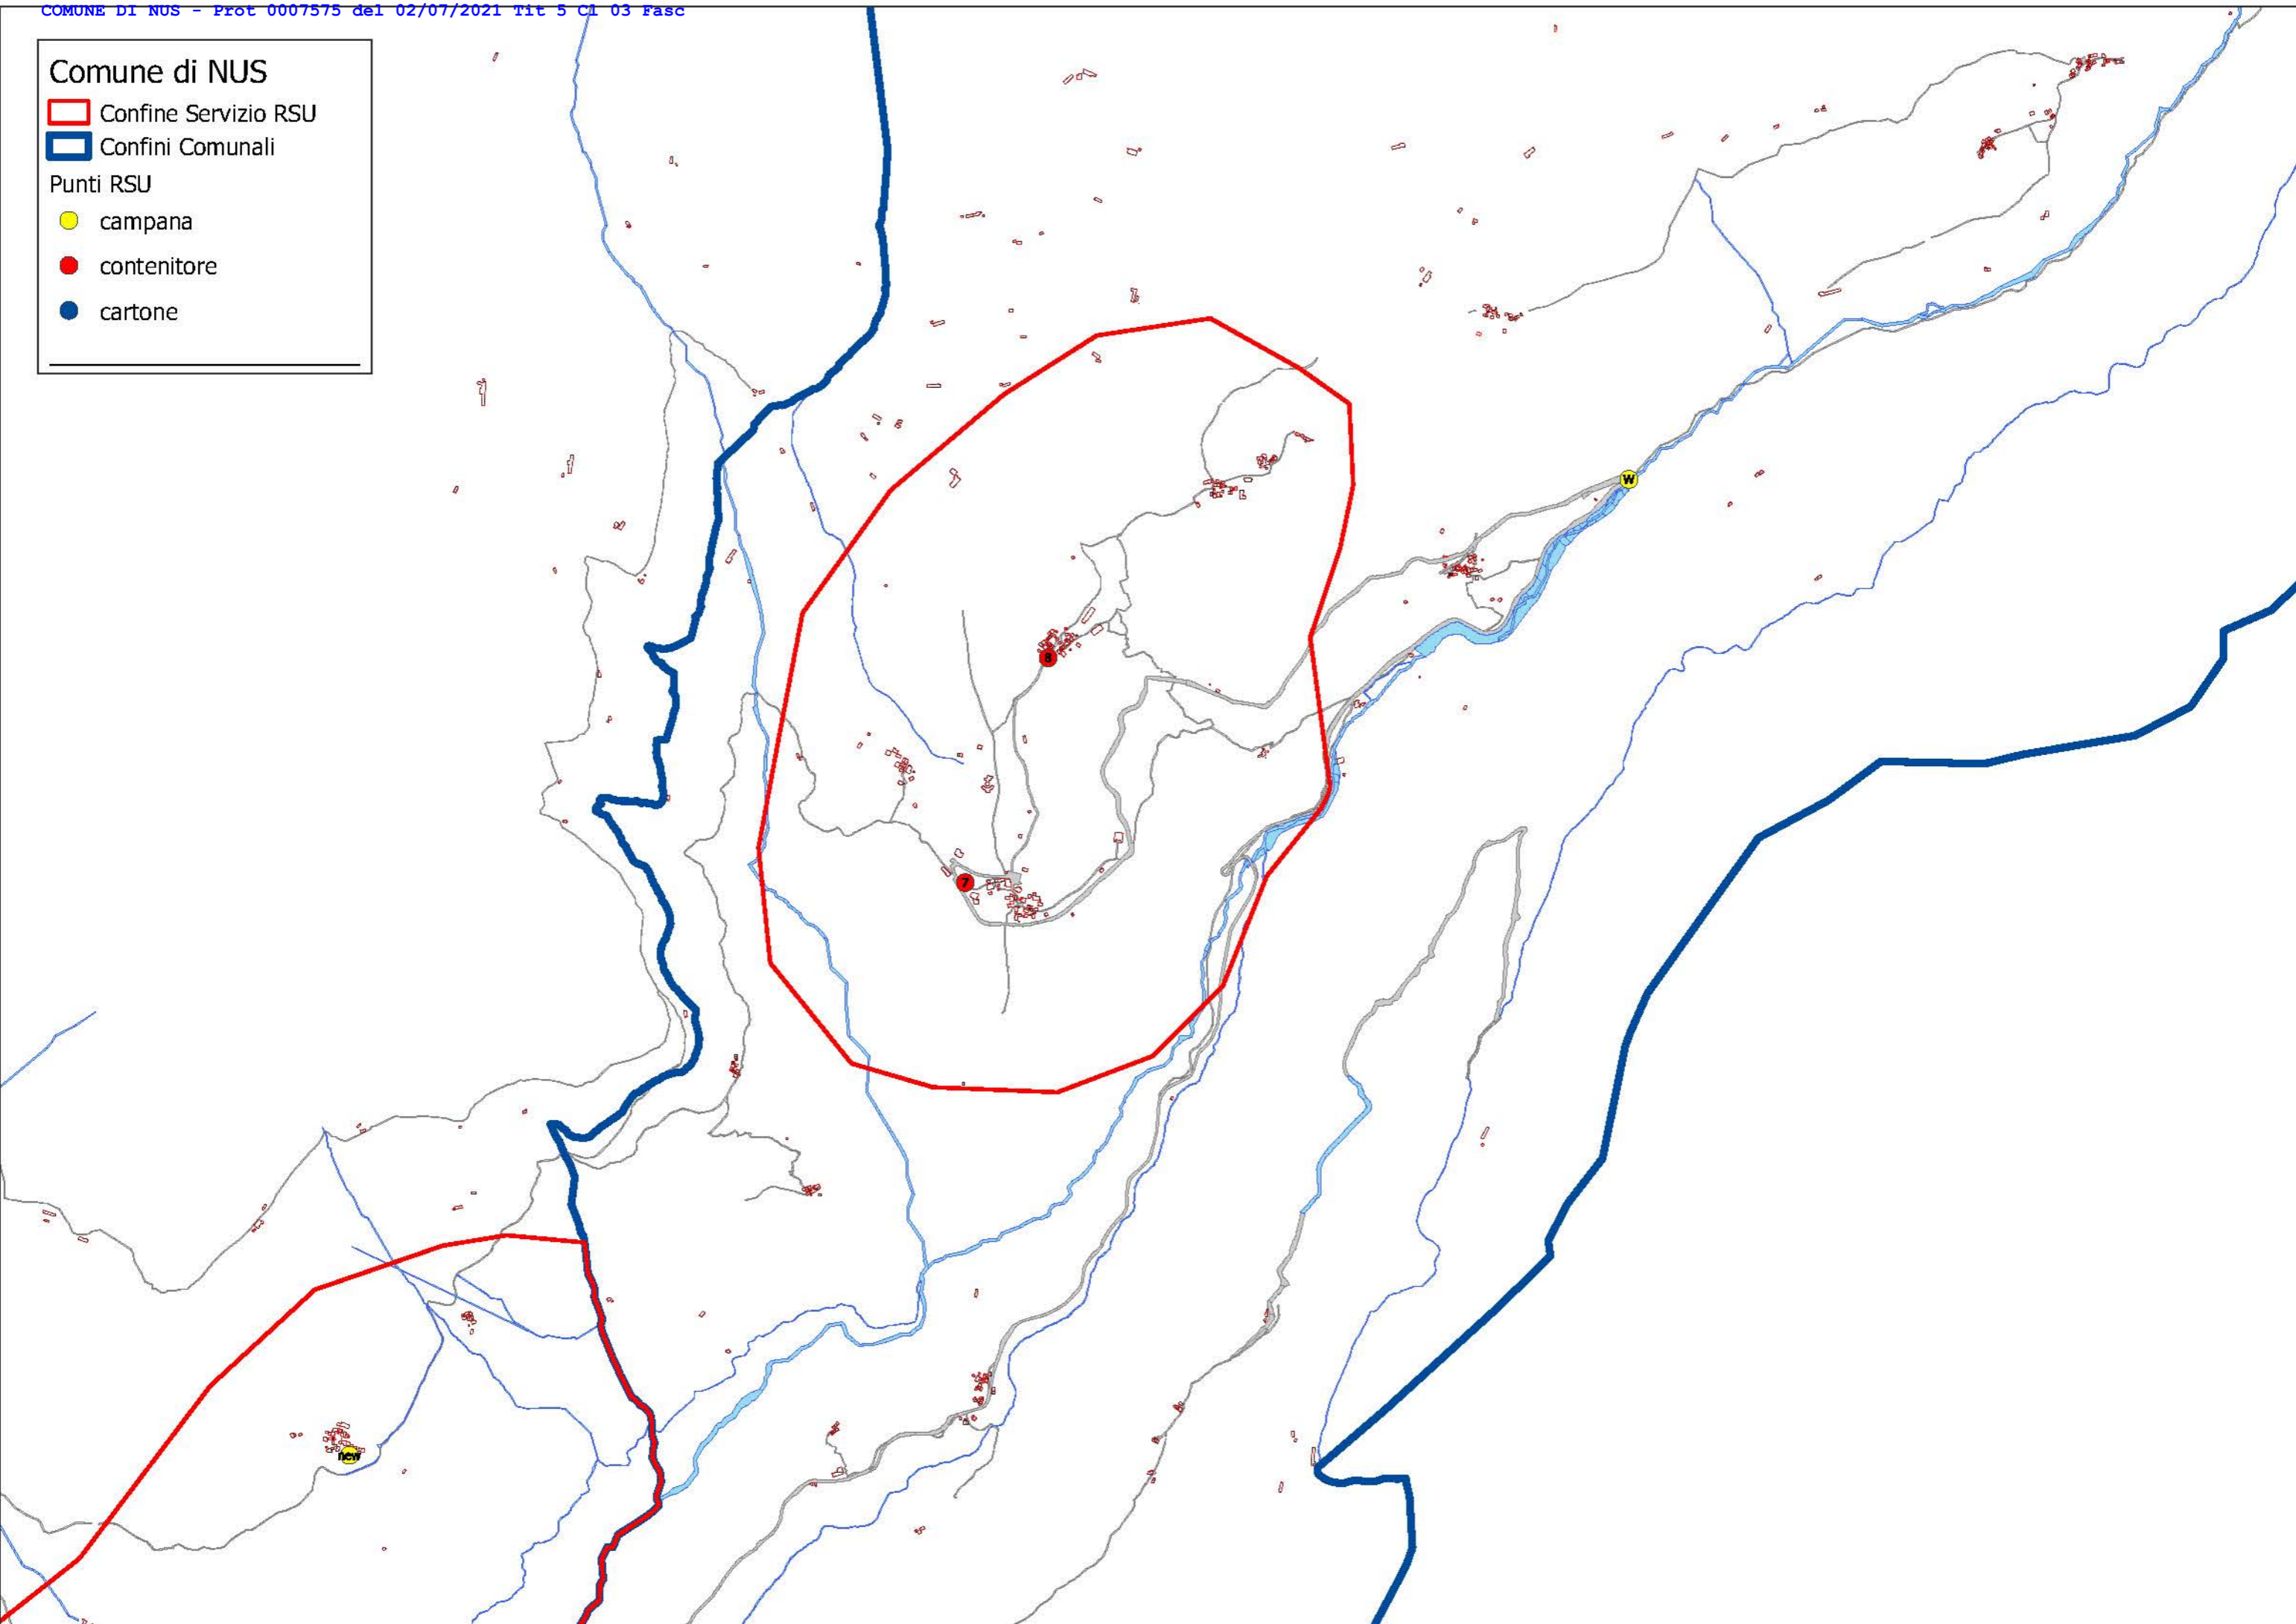 COMUNE DI NUS - Prot 0007575 del 02/07/2021 Tit 5 Cl 03 Fasc
Comune di NUS
Confine Servizio RSU
Confini Comunali
Punti RSU
campana
contenitore
cartone
W
8
7
new